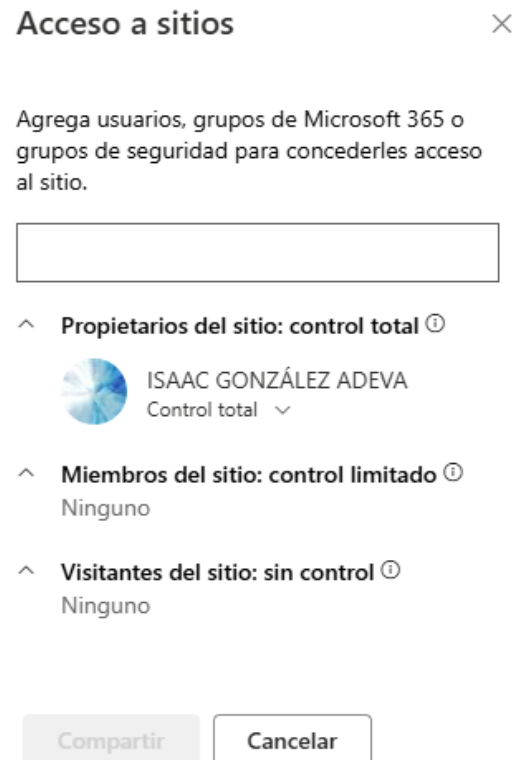 Acceso a sitios
Agrega usuarios, grupos de Microsoft 365 o
grupos de seguridad para concederles acceso
al sitio.
Propietarios del sitio: control total
ISAAC GONZÁLEZ ADEVA
Control total
Miembros del sitio: control limitado
Ninguno
Visitantes del sitio: sin control
Ninguno
Compartir Cancelar